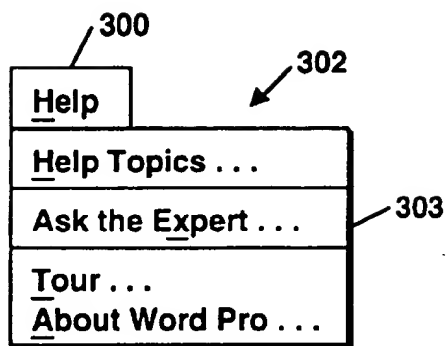 300
302
Help
Help Topics . . .
Ask the Expert . . .
303
Tour . . .
About Word Pro . . .